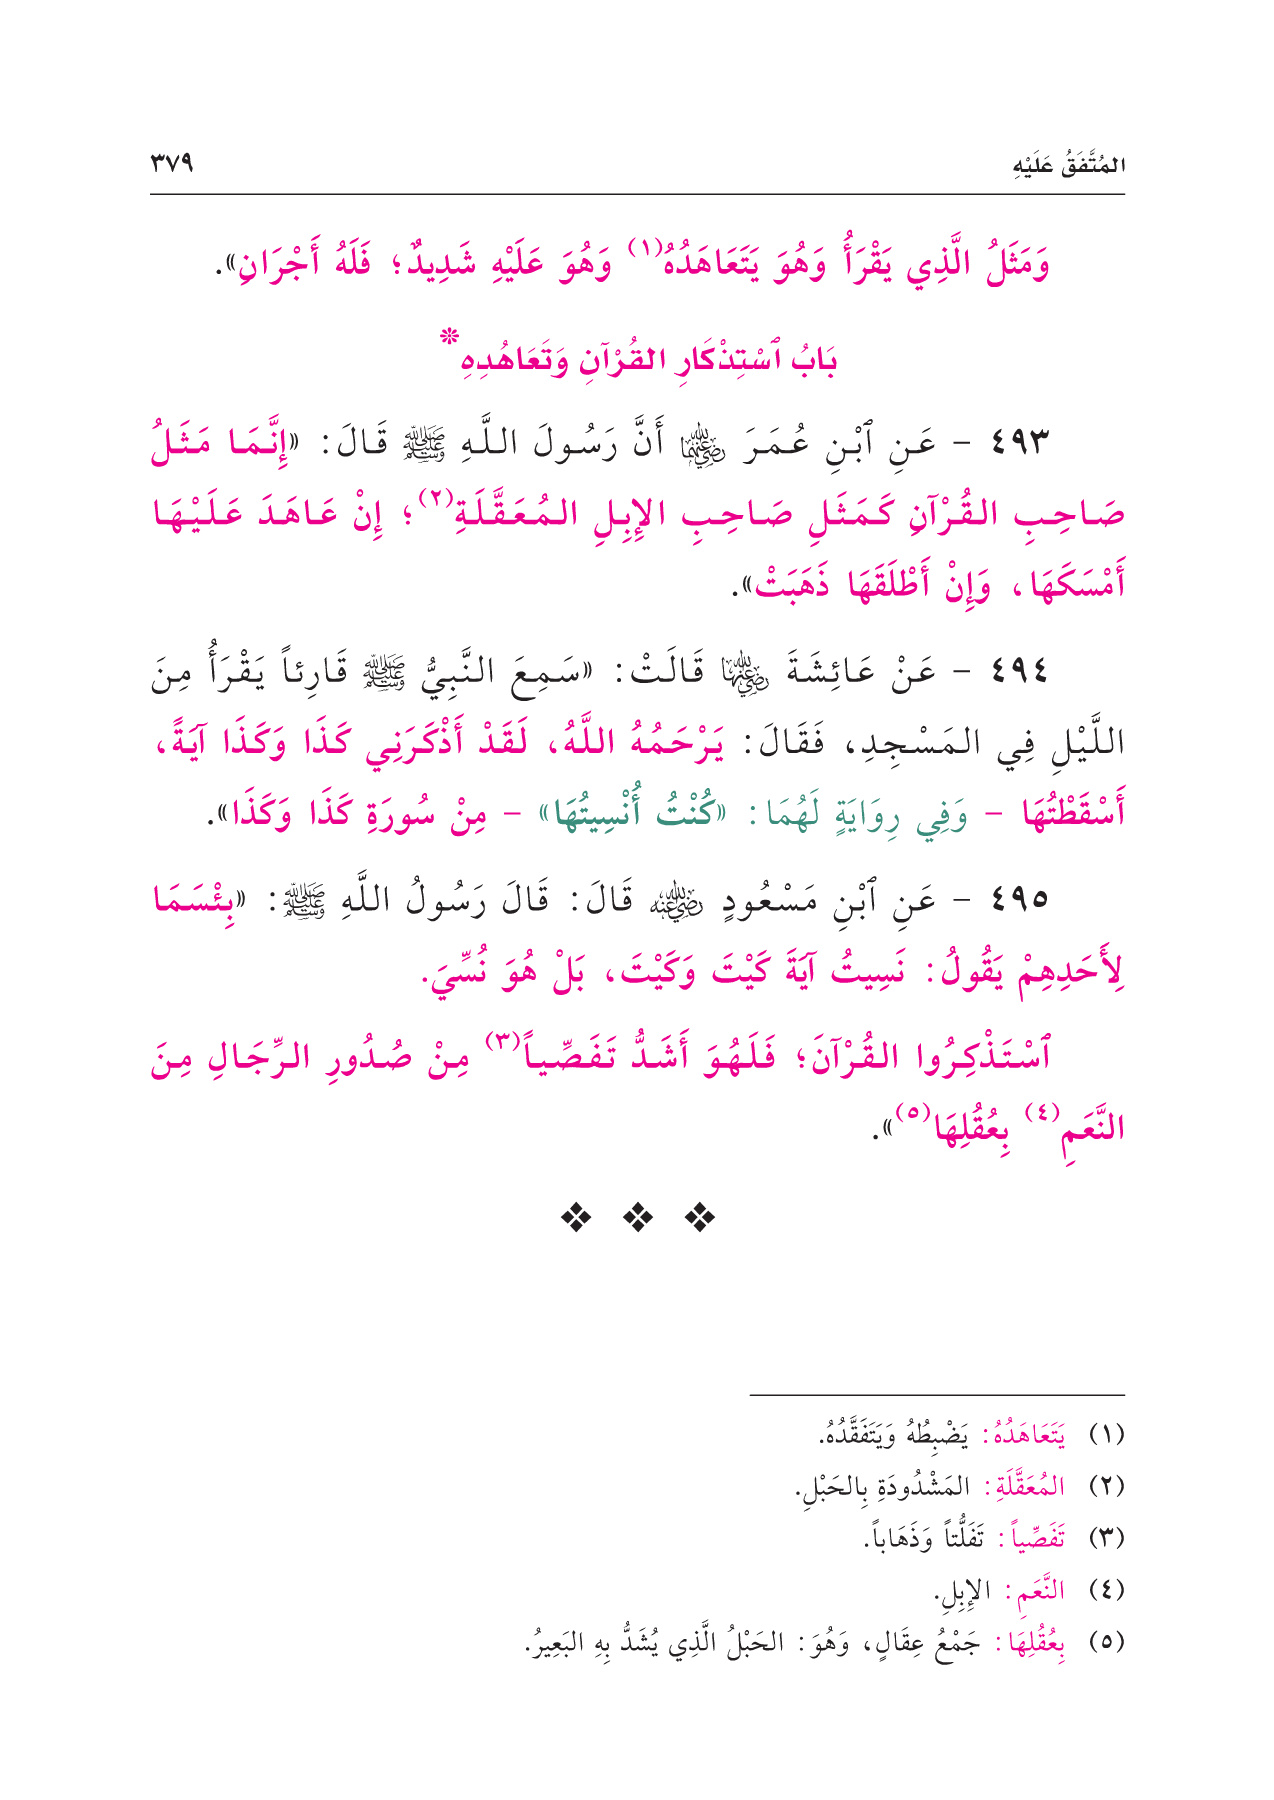 المُتَّفَقُ عَلَيْهِ ٣٧٩
وَمَثَلُ الَّذِي يَقْرَأُ وَهُوَ يَتَعَاهَدُهُ(١) وَهُوَ عَلَيْهِ شَدِيدٌ؛ فَلَهُ أَجْرَانِ».
بَابُ ٱسْتِذْكَارِ القُرْآنِ وَتَعَاهُدِهِ*
٤٩٣ - عَنِ ٱبْنِ عُمَرَ رضي الله عنهما أَنَّ رَسُولَ اللَّهِ ﷺ قَالَ: «إِنَّمَا مَثَلُ
صَاحِبِ القُرْآنِ كَمَثَلِ صَاحِبِ الإِبِلِ المُعَقَّلَةِ(٢)؛ إِنْ عَاهَدَ عَلَيْهَا
أَمْسَكَهَا، وَإِنْ أَطْلَقَهَا ذَهَبَتْ».
٤٩٤ - عَنْ عَائِشَةَ رضي الله عنها قَالَتْ: «سَمِعَ النَّبِيُّ ﷺ قَارِئاً يَقْرَأُ مِنَ
اللَّيْلِ فِي المَسْجِدِ، فَقَالَ: يَرْحَمُهُ اللَّهُ، لَقَدْ أَذْكَرَنِي كَذَا وَكَذَا آيَةً،
أَسْقَطْتُهَا - وَفِي رِوَايَةٍ لَهُمَا: «كُنْتُ أُنْسِيتُهَا» - مِنْ سُورَةِ كَذَا وَكَذَا».
٤٩٥ - عَنِ ٱبْنِ مَسْعُودٍ رضي الله عنه قَالَ: قَالَ رَسُولُ اللَّهِ ﷺ: «بِئْسَمَا
لِأَحَدِهِمْ يَقُولُ: نَسِيتُ آيَةَ كَيْتَ وَكَيْتَ، بَلْ هُوَ نُسِّيَ.
ٱسْتَذْكِرُوا القُرْآنَ؛ فَلَهُوَ أَشَدُّ تَفَصِّياً(٣) مِنْ صُدُورِ الرِّجَالِ مِنَ
النَّعَمِ(٤) بِعُقُلِهَا(٥)».
(١) يَتَعَاهَدُهُ: يَضْبِطُهُ وَيَتَفَقَّدُهُ.
(٢) المُعَقَّلَةِ: المَشْدُودَةِ بِالحَبْلِ.
(٣) تَفَصِّياً: تَفَلُّتاً وَذَهَاباً.
(٤) النَّعَمِ: الإِبِلِ.
(٥) بِعُقُلِهَا: جَمْعُ عِقَالٍ، وَهُوَ: الحَبْلُ الَّذِي يُشَدُّ بِهِ البَعِيرُ.